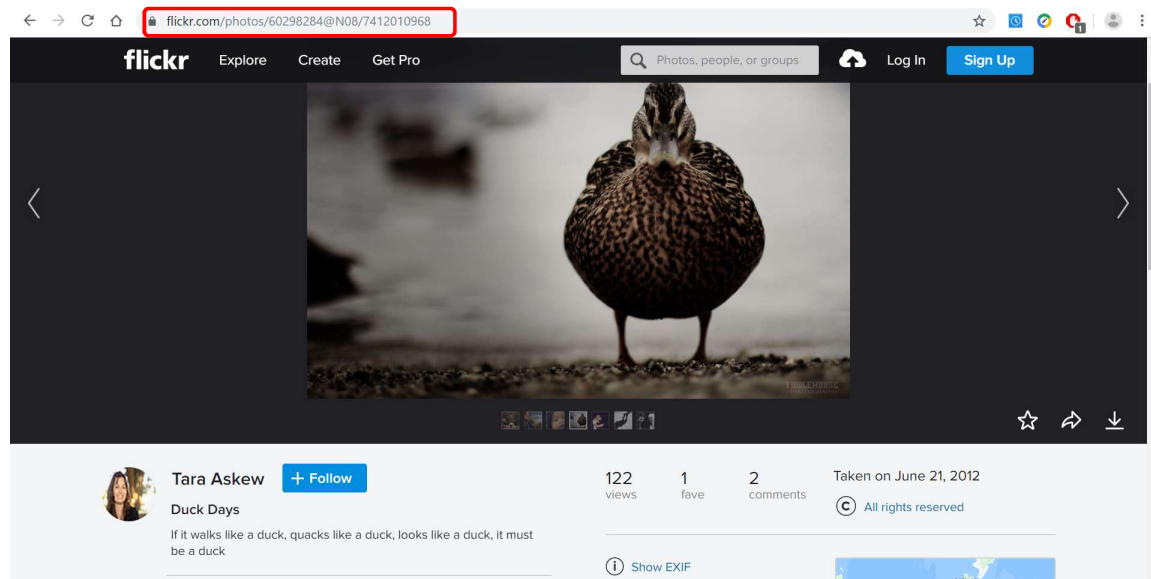 flickr.com/photos/60298284@N08/7412010968
1
flickr Explore Create Get Pro Photos, people, or groups Log In Sign Up
Tara Askew + Follow
Duck Days
If it walks like a duck, quacks like a duck, looks like a duck, it must
be a duck
122 1 2
views fave comments
Taken on June 21, 2012
C All rights reserved
i Show EXIF